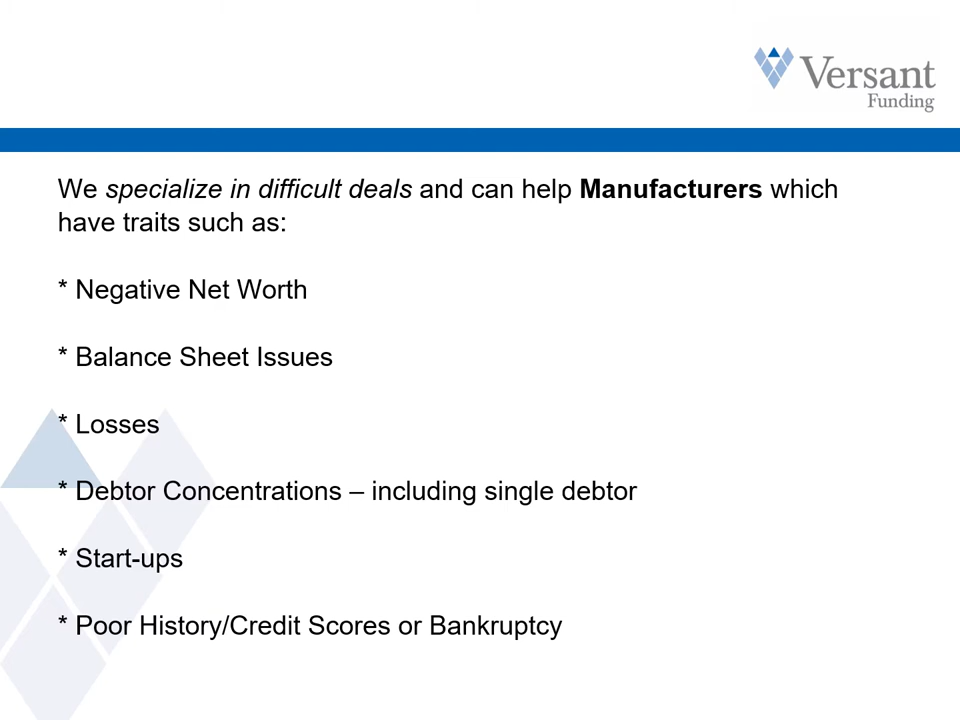 Versant
Funding
We specialize in difficult deals and can help Manufacturers which
have traits such as:
* Negative Net Worth
* Balance Sheet Issues
* Losses
* Debtor Concentrations – including single debtor
* Start-ups
* Poor History/Credit Scores or Bankruptcy